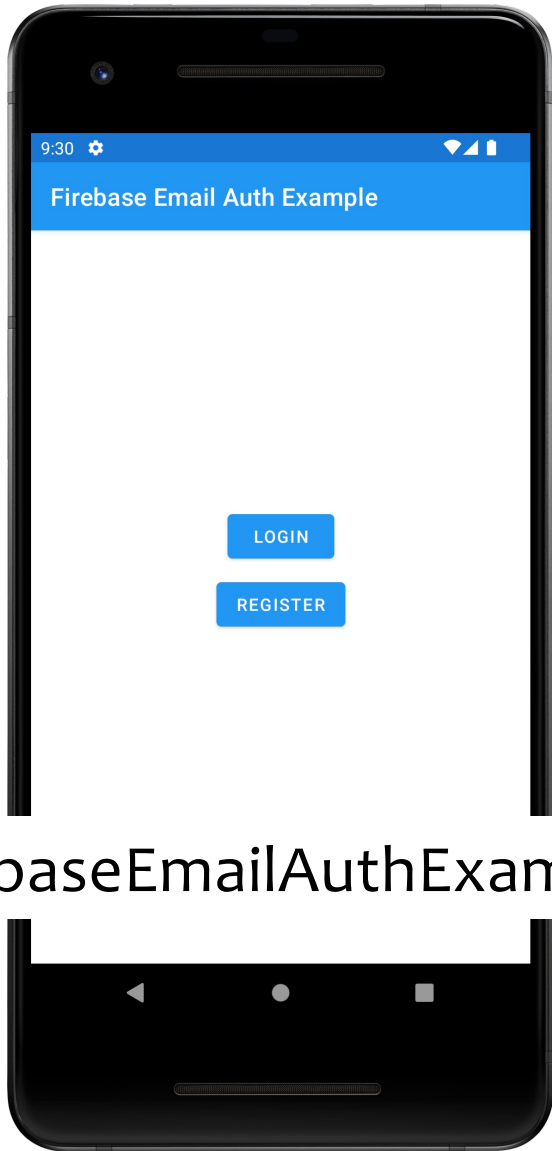 9:30
Firebase Email Auth Example
LOGIN
REGISTER
baseEmailAuthExam